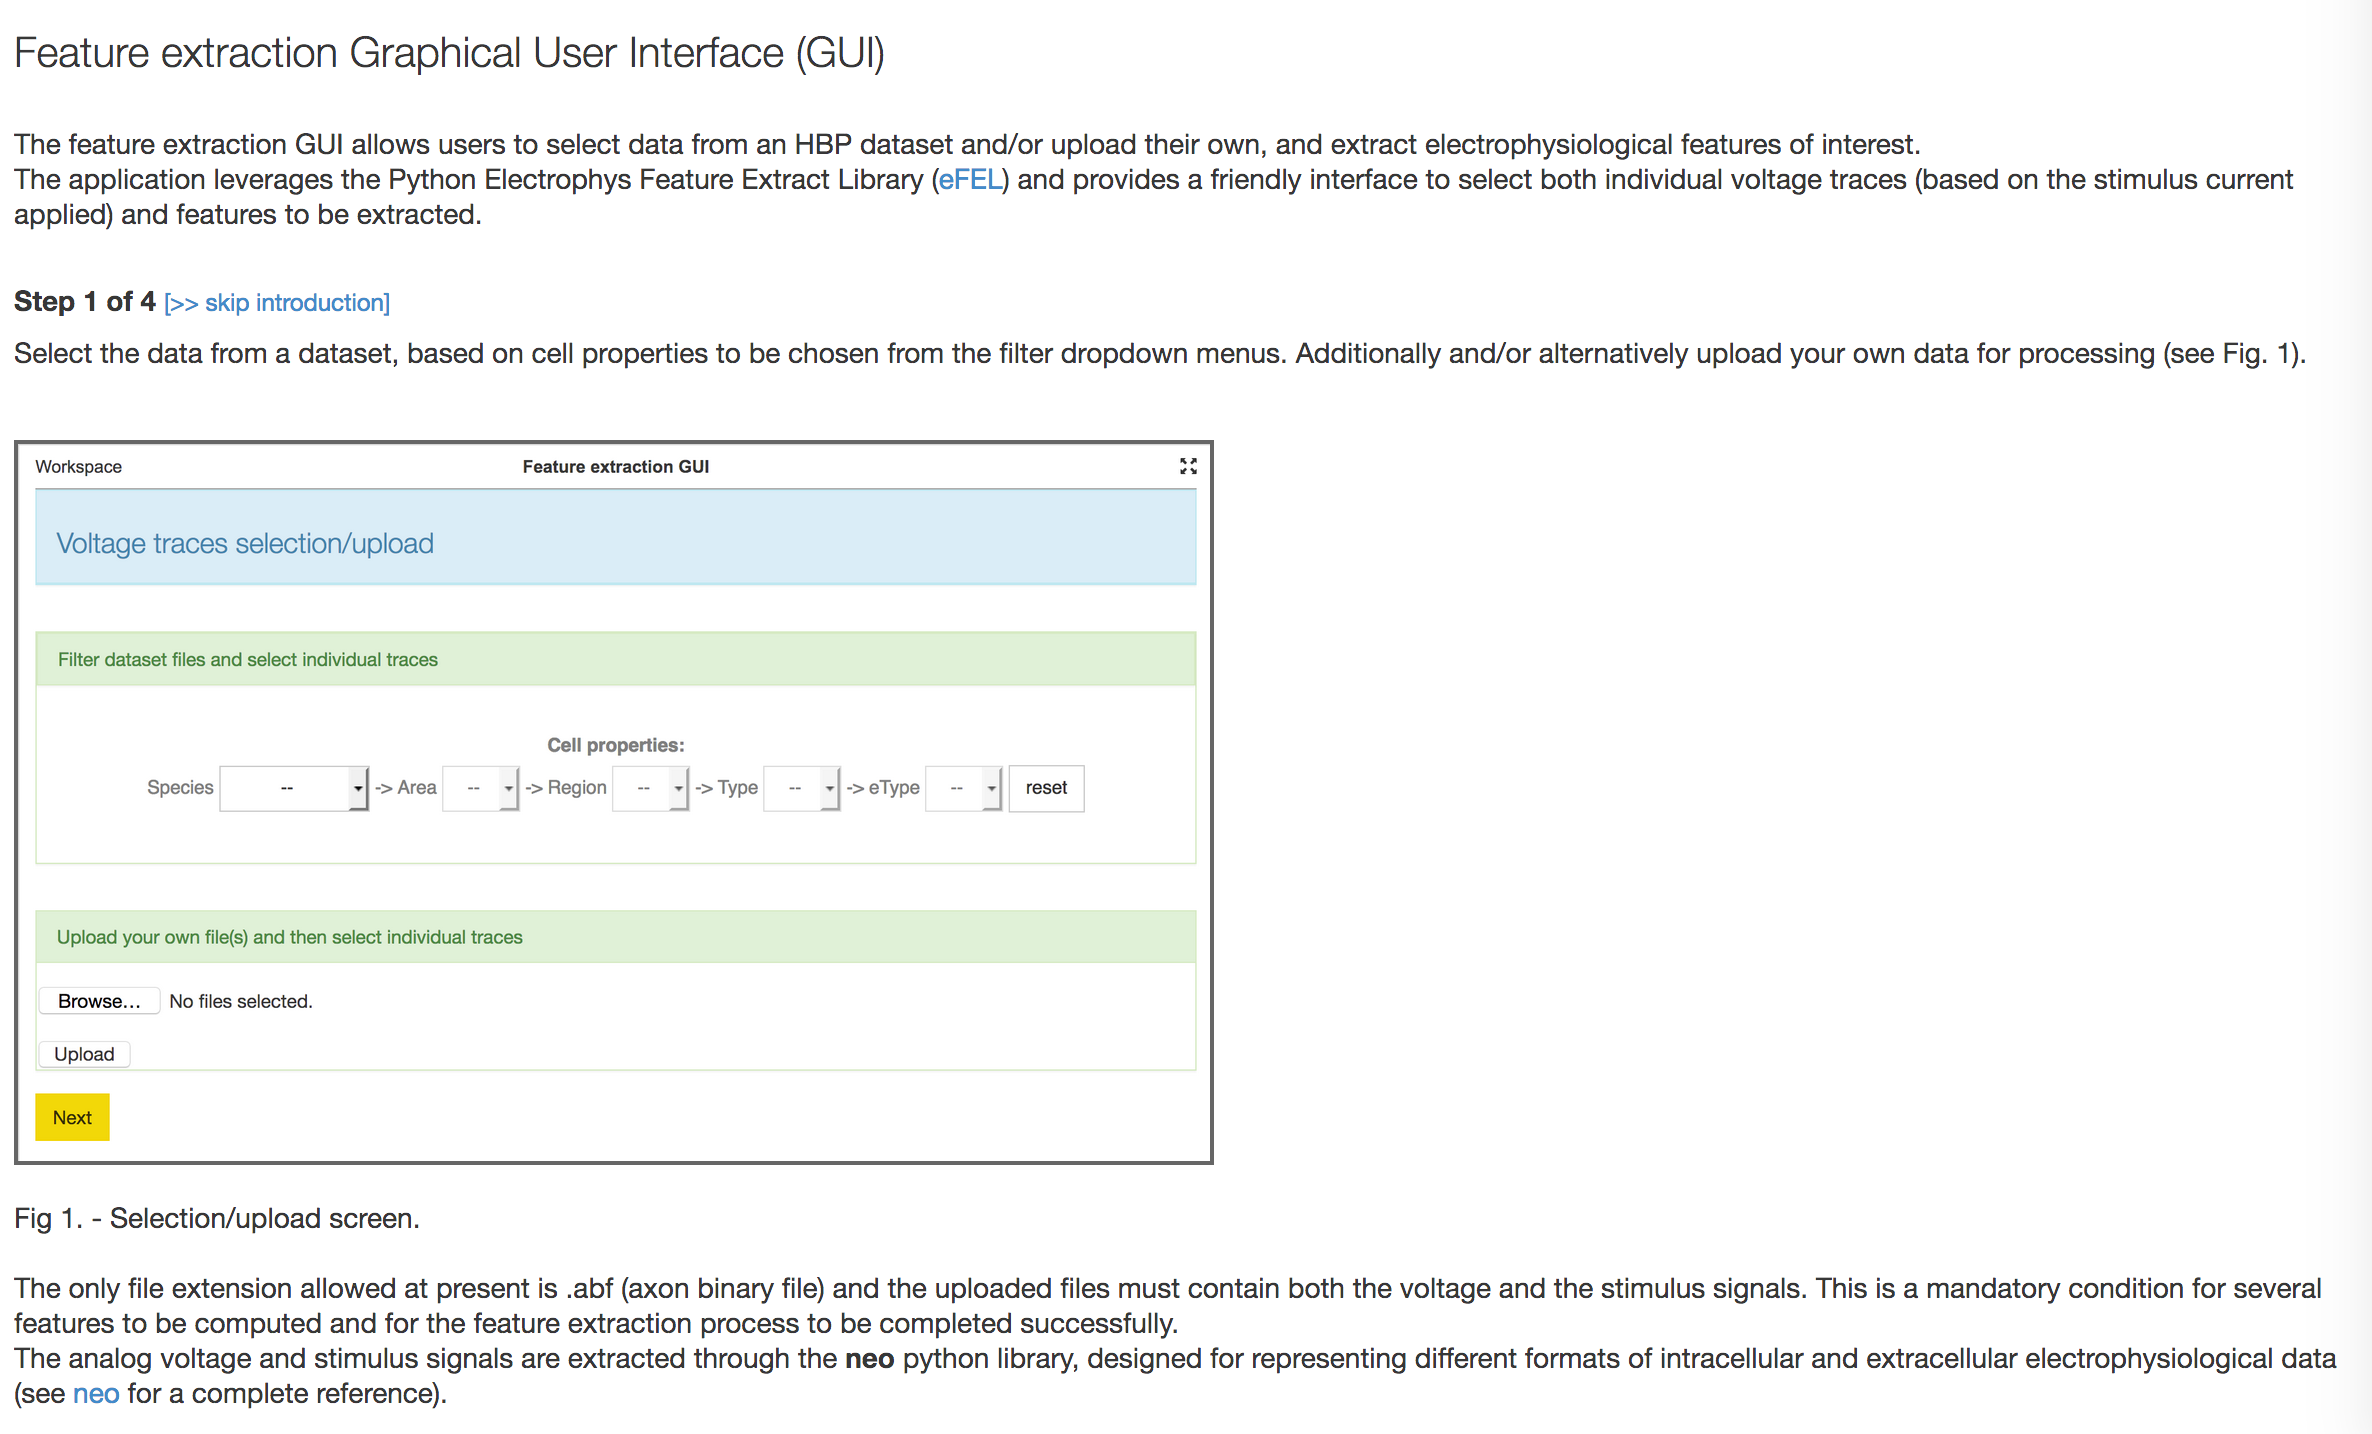 Feature extraction Graphical User Interface (GUI)
The feature extraction GUI allows users to select data from an HBP dataset and/or upload their own, and extract electrophysiological features of interest.
The application leverages the Python Electrophys Feature Extract Library (eFEL) and provides a friendly interface to select both individual voltage traces (based on the stimulus current
applied) and features to be extracted.
Step 1 of 4 [>> skip introduction]
Select the data from a dataset, based on cell properties to be chosen from the filter dropdown menus. Additionally and/or alternatively upload your own data for processing (see Fig. 1).
Workspace Feature extraction GUI
Voltage traces selection/upload
Filter dataset files and select individual traces
Cell properties:
Species -- -> Area -- -> Region -- -> Type -- -> eType -- reset
Upload your own file(s) and then select individual traces
Browse... No files selected.
Upload
Next
Fig 1. - Selection/upload screen.
The only file extension allowed at present is .abf (axon binary file) and the uploaded files must contain both the voltage and the stimulus signals. This is a mandatory condition for several
features to be computed and for the feature extraction process to be completed successfully.
The analog voltage and stimulus signals are extracted through the neo python library, designed for representing different formats of intracellular and extracellular electrophysiological data
(see neo for a complete reference).